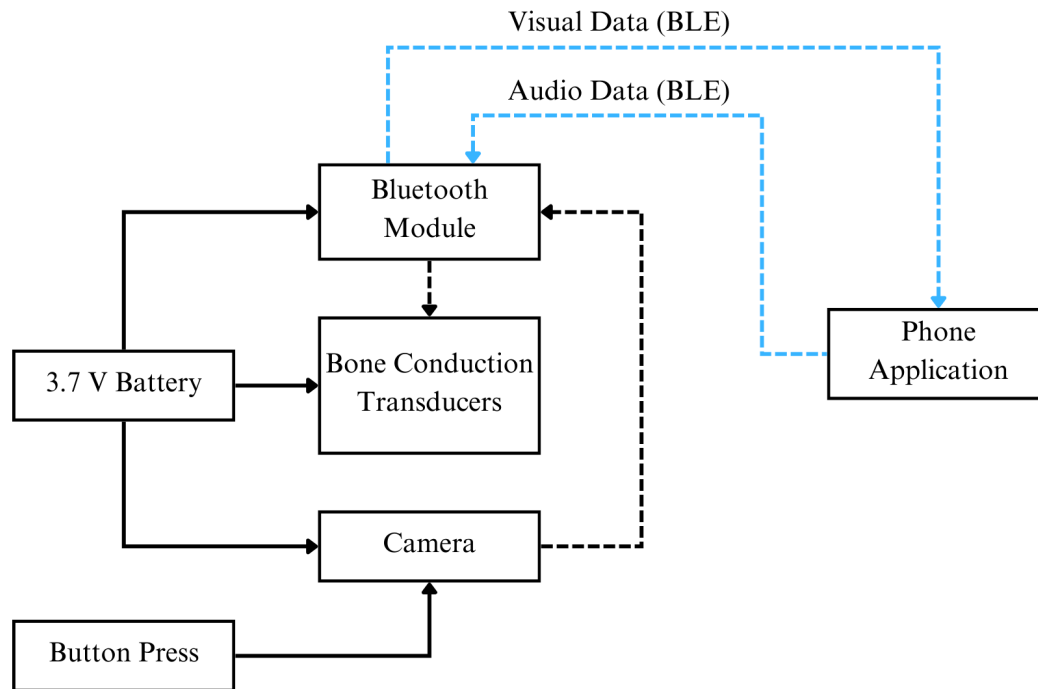 Visual Data (BLE)
Audio Data (BLE)
Bluetooth
Module
Bone Conduction
Transducers
3.7 V Battery
Phone
Application
Camera
Button Press